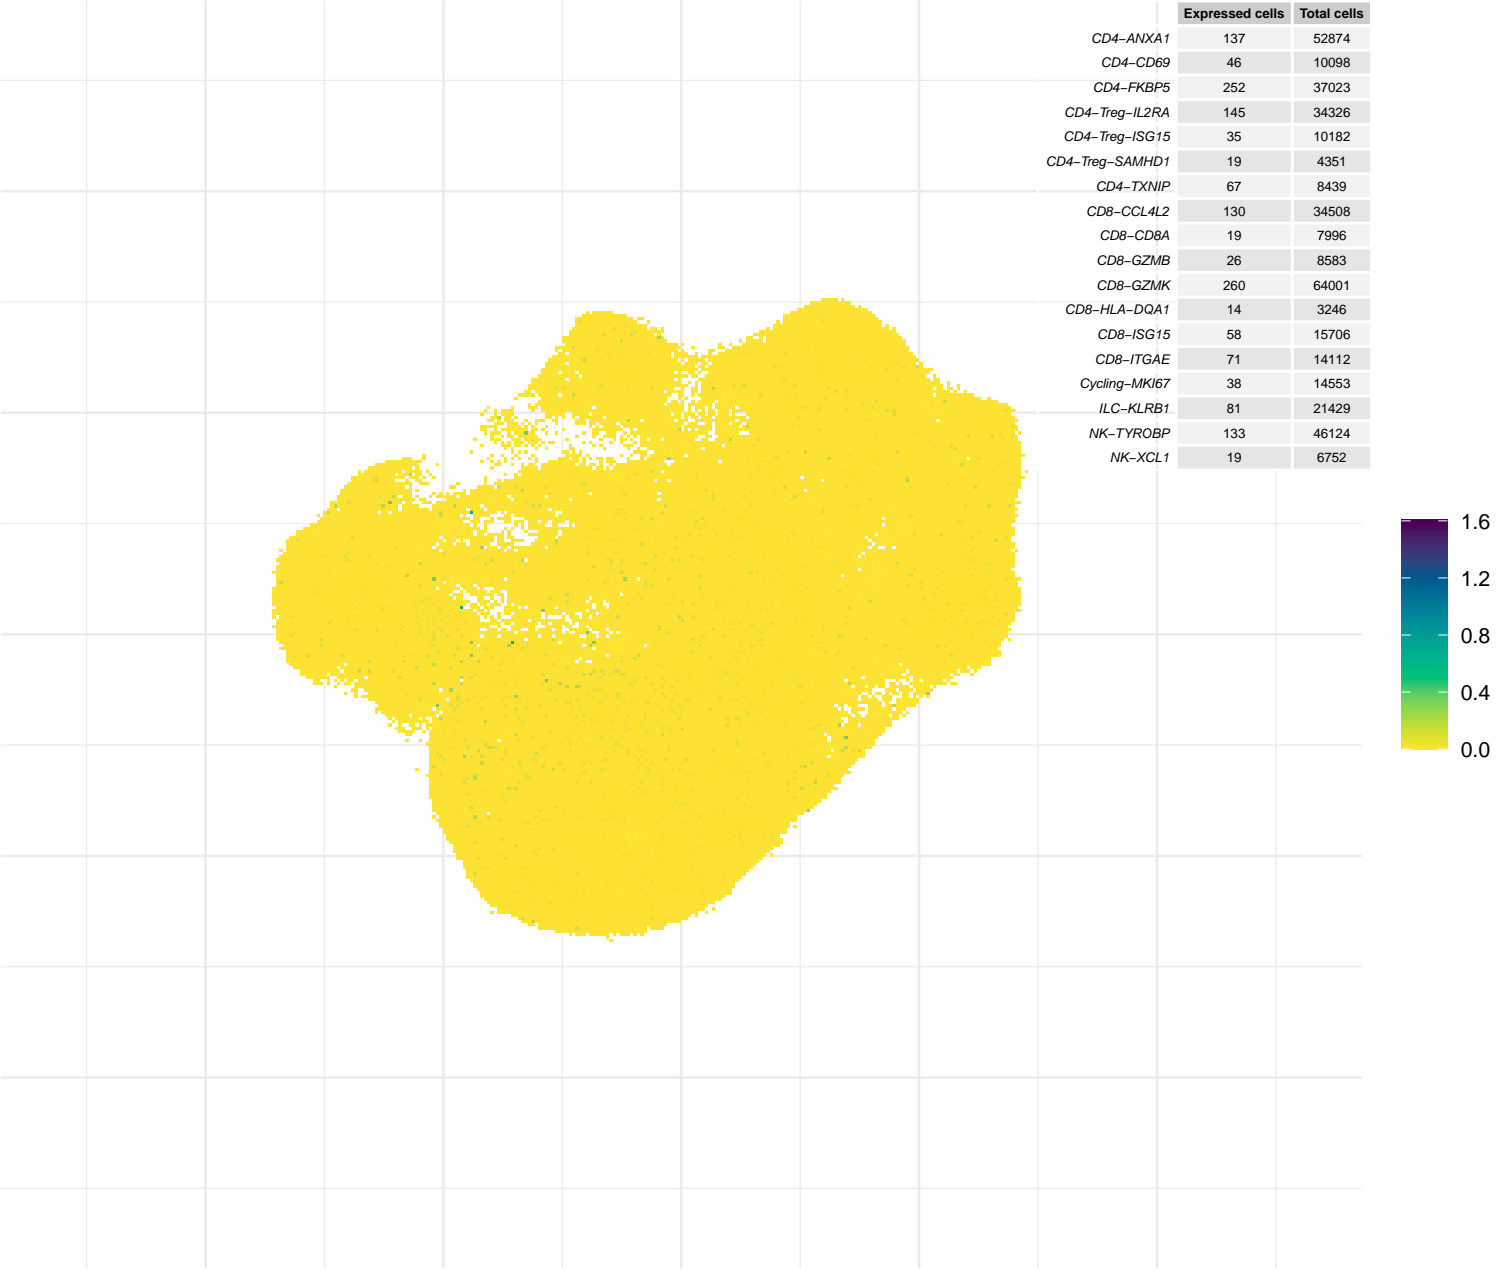 Expressed cells Total cells
CD4−ANXA1 137 52874
CD4−CD69 46 10098
CD4−FKBP5 252 37023
CD4−Treg−IL2RA 145 34326
CD4−Treg−ISG15 35 10182
CD4−Treg−SAMHD1 19 4351
CD4−TXNIP 67 8439
CD8−CCL4L2 130 34508
CD8−CD8A 19 7996
CD8−GZMB 26 8583
CD8−GZMK 260 64001
CD8−HLA−DQA1 14 3246
CD8−ISG15 58 15706
CD8−ITGAE 71 14112
Cycling−MKI67 38 14553
ILC−KLRB1 81 21429
NK−TYROBP 133 46124
NK−XCL1 19 6752
1.6
1.2
0.8
0.4
0.0